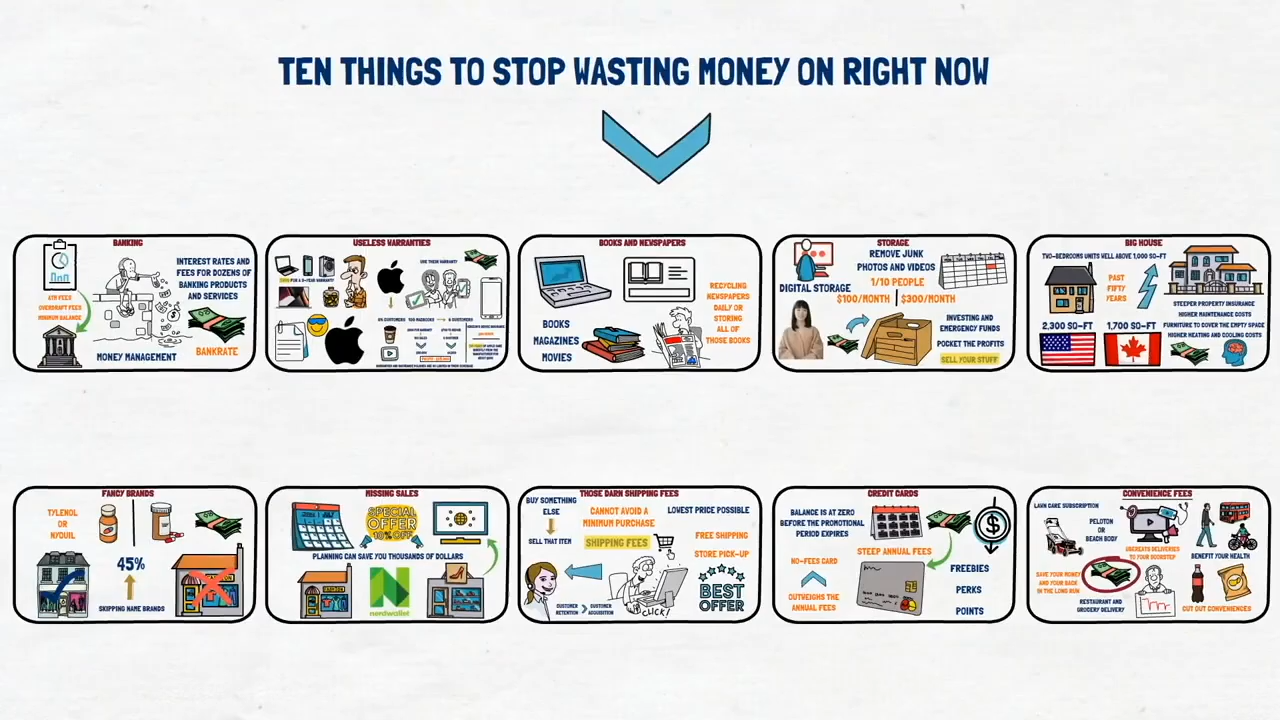 TEN THINGS TO STOP WASTING MONEY ON RIGHT NOW
BANKING
INTEREST RATES AND
FEES FOR DOZENS OF
BANKING PRODUCTS
AND SERVICES
ATM FEES
OVERDRAFT FEES
MINIMUM BALANCE
MONEY MANAGEMENT
BANKRATE
USELESS WARRANTIES
USE THEIR WARRANTY?
FOR A 2-YEAR WARRANTY?
BOOKS AND NEWSPAPERS
BOOKS
MAGAZINES
MOVIES
RECYCLING
NEWSPAPERS
DAILY OR
STORING
ALL OF
THOSE BOOKS
STORAGE
REMOVE JUNK
PHOTOS AND VIDEOS
DIGITAL STORAGE
1/10 PEOPLE
$100/MONTH
$300/MONTH
INVESTING AND
EMERGENCY FUNDS
POCKET THE PROFITS
SELL YOUR STUFF
BIG HOUSE
TWO-BEDROOMS UNITS WELL ABOVE 1,000 SQ-FT
PAST
FIFTY
YEARS
2,300 SQ-FT
1,700 SQ-FT
STEEPER PROPERTY INSURANCE
HIGHER MAINTENANCE COSTS
FURNITURE TO COVER THE EMPTY SPACE
HIGHER HEATING AND COOLING COSTS
FANCY BRANDS
TYLENOL
OR
NYQUIL
45%
SKIPPING NAME BRANDS
MISSING SALES
SPECIAL
OFFER
10% OFF
PLANNING CAN SAVE YOU THOUSANDS OF DOLLARS
nerdwallet
THOSE DARN SHIPPING FEES
BUY SOMETHING
ELSE
SELL THAT ITEM
CANNOT AVOID A
MINIMUM PURCHASE
SHIPPING FEES
LOWEST PRICE POSSIBLE
FREE SHIPPING
STORE PICK-UP
BEST
OFFER
CUSTOMER
RETENTION
>
CUSTOMER
ACQUISITION
CLICK!
CREDIT CARDS
BALANCE IS AT ZERO
BEFORE THE PROMOTIONAL
PERIOD EXPIRES
STEEP ANNUAL FEES
NO-FEES CARD
OUTWEIGHS THE
ANNUAL FEES
FREEBIES
PERKS
POINTS
CONVENIENCE FEES
LAWN CARE SUBSCRIPTION
PELOTON
OR
BEACH BODY
UBEREATS DELIVERIES
TO YOUR DOORSTEP
BENEFIT YOUR HEALTH
SAVE YOUR MONEY
AND YOUR BACK
IN THE LONG RUN
RESTAURANT AND
GROCERY DELIVERY
CUT OUT CONVENIENCES